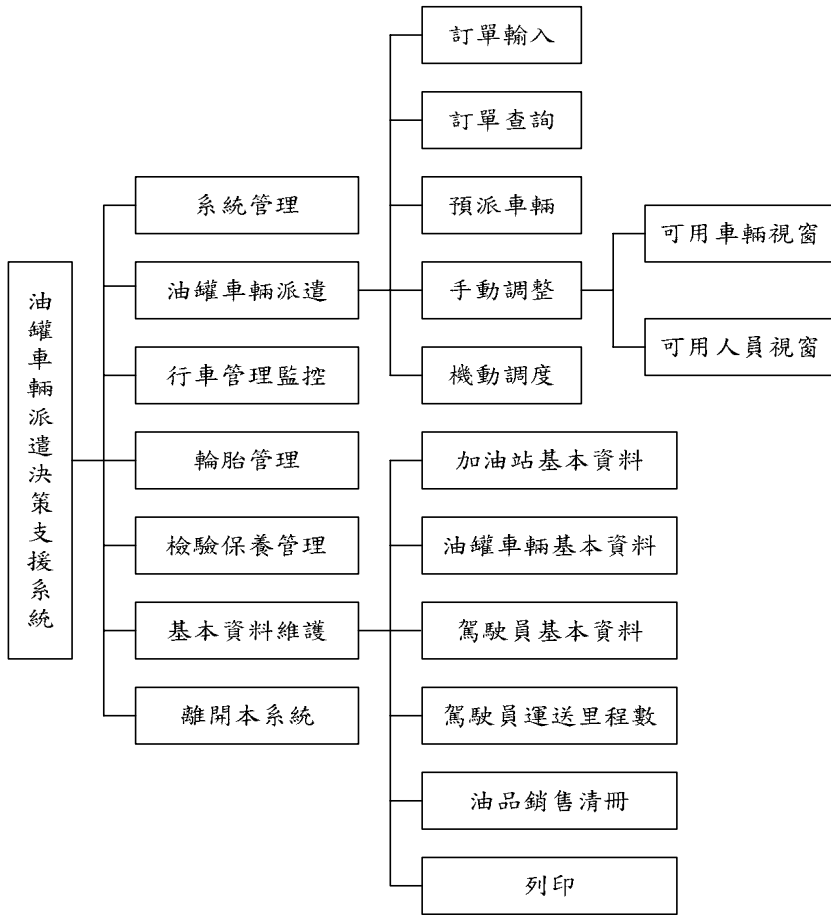 油罐車輛派遣決策支援系統
系統管理
油罐車輛派遣
行車管理監控
輪胎管理
檢驗保養管理
基本資料維護
離開本系統
訂單輸入
訂單查詢
預派車輛
手動調整
機動調度
可用車輛視窗
可用人員視窗
加油站基本資料
油罐車輛基本資料
駕駛員基本資料
駕駛員運送里程數
油品銷售清冊
列印